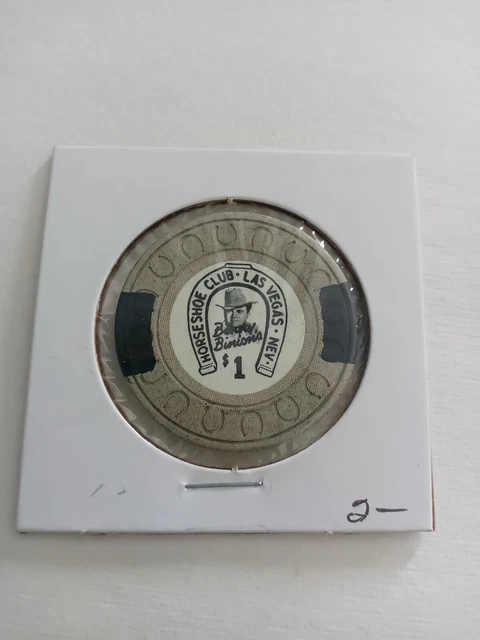 HORSESHOE CLUB · LAS VEGAS · NEV ·
Benny
Binion's
$1
2—